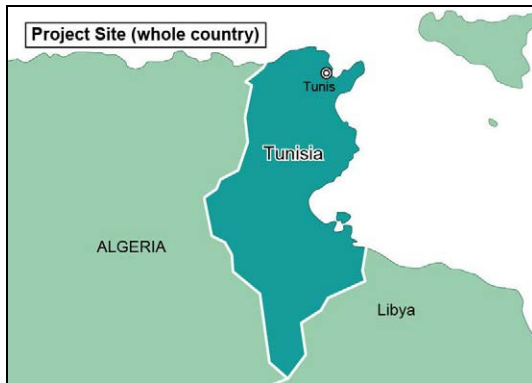 Project Site (whole country)
Tunis
Tunisia
ALGERIA
Libya